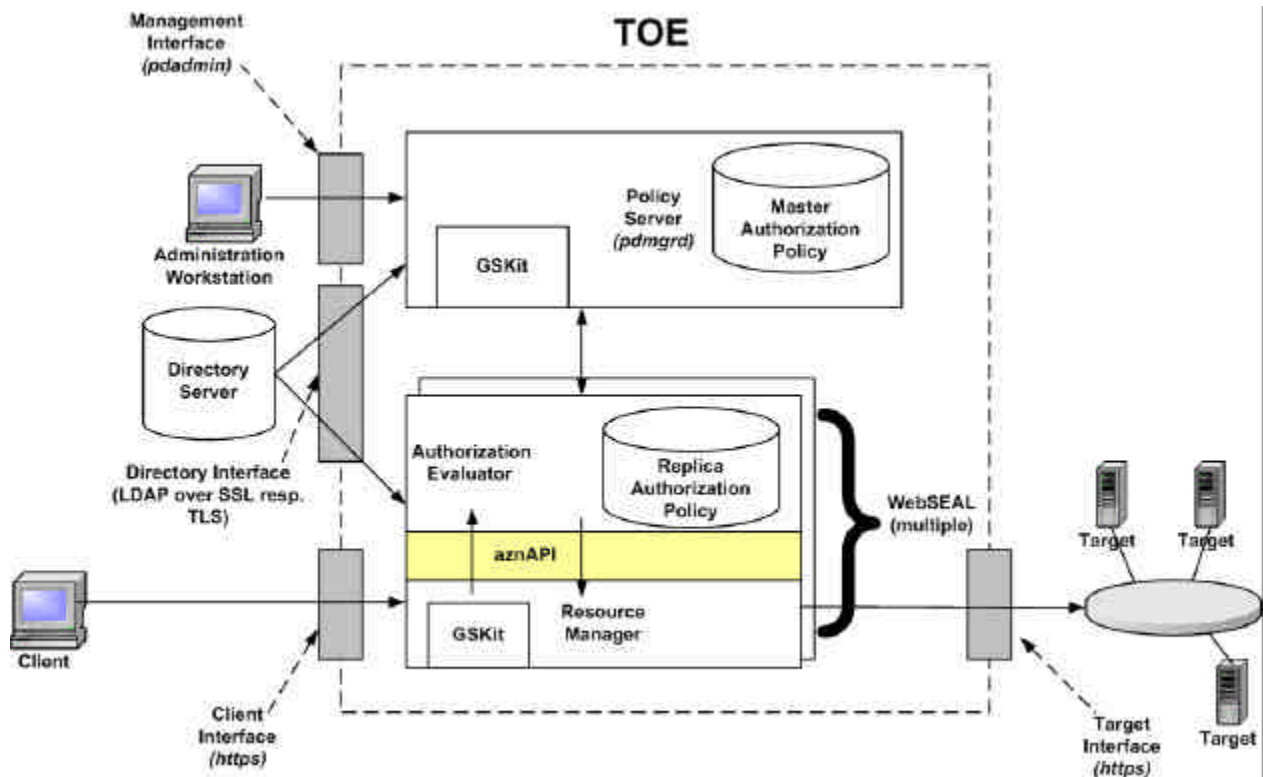 Management
Interface
(pdadmin)
TOE
Policy
Server
(pdmgrd)
Master
Authorization
Policy
GSKit
Administration
Workstation
Directory
Server
Directory Interface
(LDAP over SSL resp.
TLS)
Authorization
Evaluator
Replica
Authorization
Policy
WebSEAL
(multiple)
aznAPI
GSKit
Resource
Manager
Client
Client
Interface
(https)
Target
Target
Target
Target
Interface
(https)